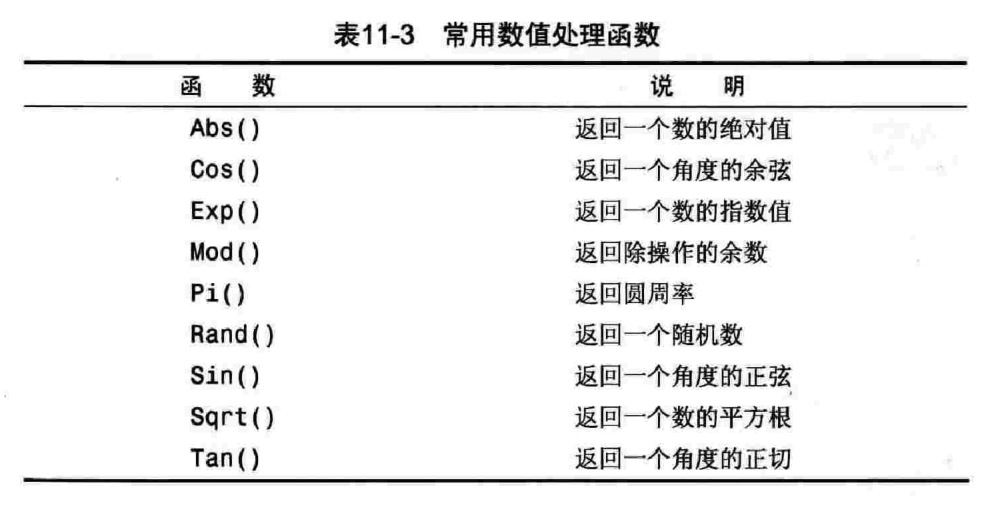 表11-3 常用数值处理函数
函 数 说 明
Abs() 返回一个数的绝对值
Cos() 返回一个角度的余弦
Exp() 返回一个数的指数值
Mod() 返回除操作的余数
Pi() 返回圆周率
Rand() 返回一个随机数
Sin() 返回一个角度的正弦
Sqrt() 返回一个数的平方根
Tan() 返回一个角度的正切